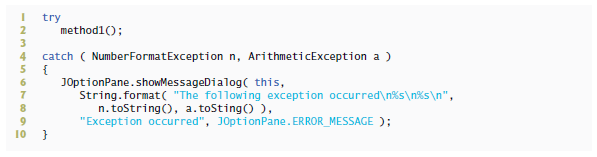 1 try
2 method1();
3
4 catch ( NumberFormatException n, ArithmeticException a )
5 {
6 JOptionPane.showMessageDialog( this,
7 String.format( "The following exception occurred\n%s\n%s\n",
8 n.toString(), a.toSting() ),
9 "Exception occurred", JOptionPane.ERROR_MESSAGE );
10 }